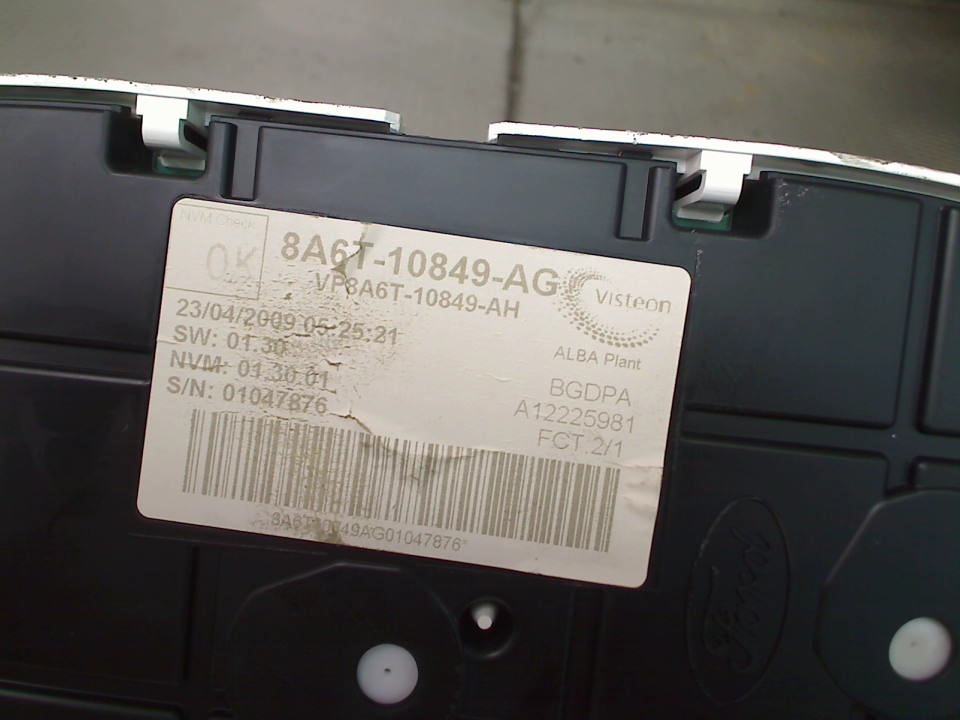 NVM Check
OK
8A6T-10849-AG
VP8A6T-10849-AH
Visteon
ALBA Plant
23/04/2009 05:25:21
SW: 01.30
NVM: 01.30.01
S/N: 01047876
BGDPA
A12225981
FCT.2/1
8A6T10849AG01047876*
Ford